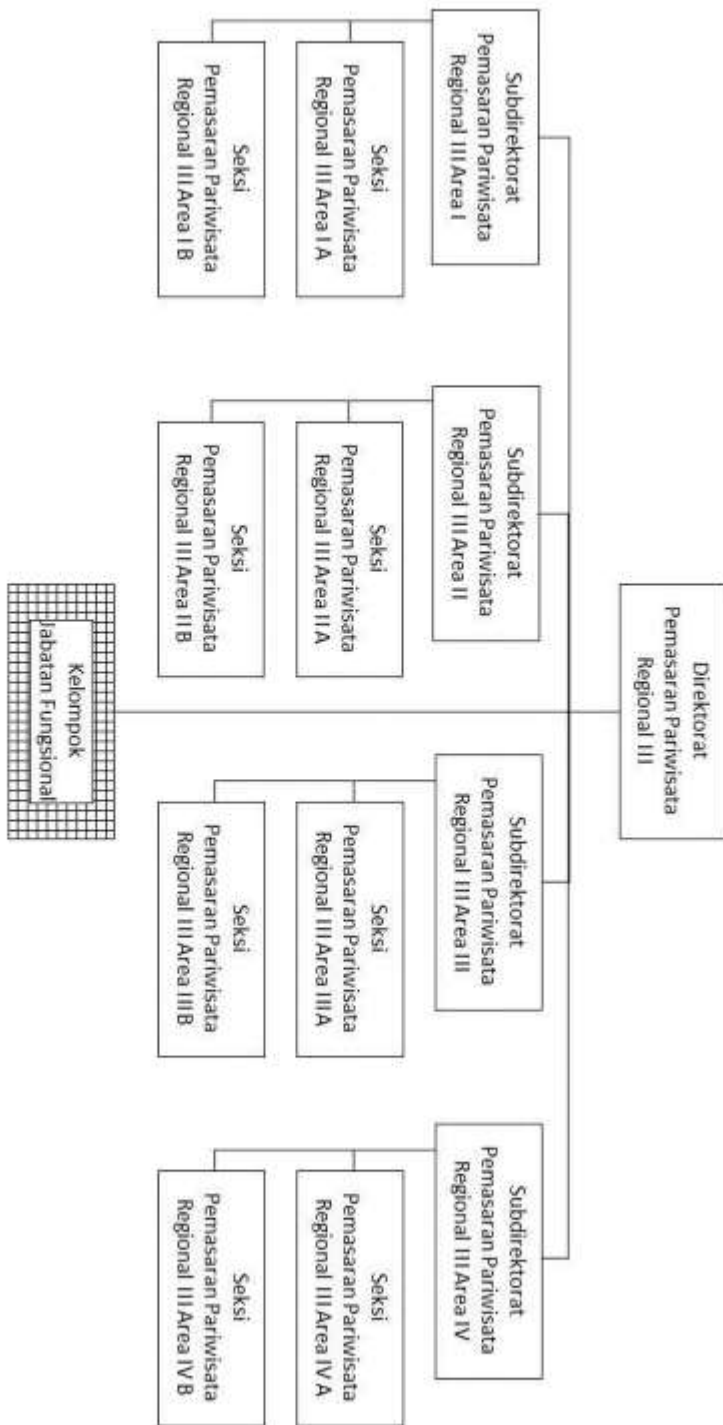 Direktorat
Pemasaran Pariwisata
Regional III
Subdirektorat
Pemasaran Pariwisata
Regional III Area I
Seksi
Pemasaran Pariwisata
Regional III Area I A
Seksi
Pemasaran Pariwisata
Regional III Area I B
Subdirektorat
Pemasaran Pariwisata
Regional III Area II
Seksi
Pemasaran Pariwisata
Regional III Area II A
Seksi
Pemasaran Pariwisata
Regional III Area II B
Subdirektorat
Pemasaran Pariwisata
Regional III Area III
Seksi
Pemasaran Pariwisata
Regional III Area III A
Seksi
Pemasaran Pariwisata
Regional III Area III B
Subdirektorat
Pemasaran Pariwisata
Regional III Area IV
Seksi
Pemasaran Pariwisata
Regional III Area IV A
Seksi
Pemasaran Pariwisata
Regional III Area IV B
Kelompok
Jabatan Fungsional